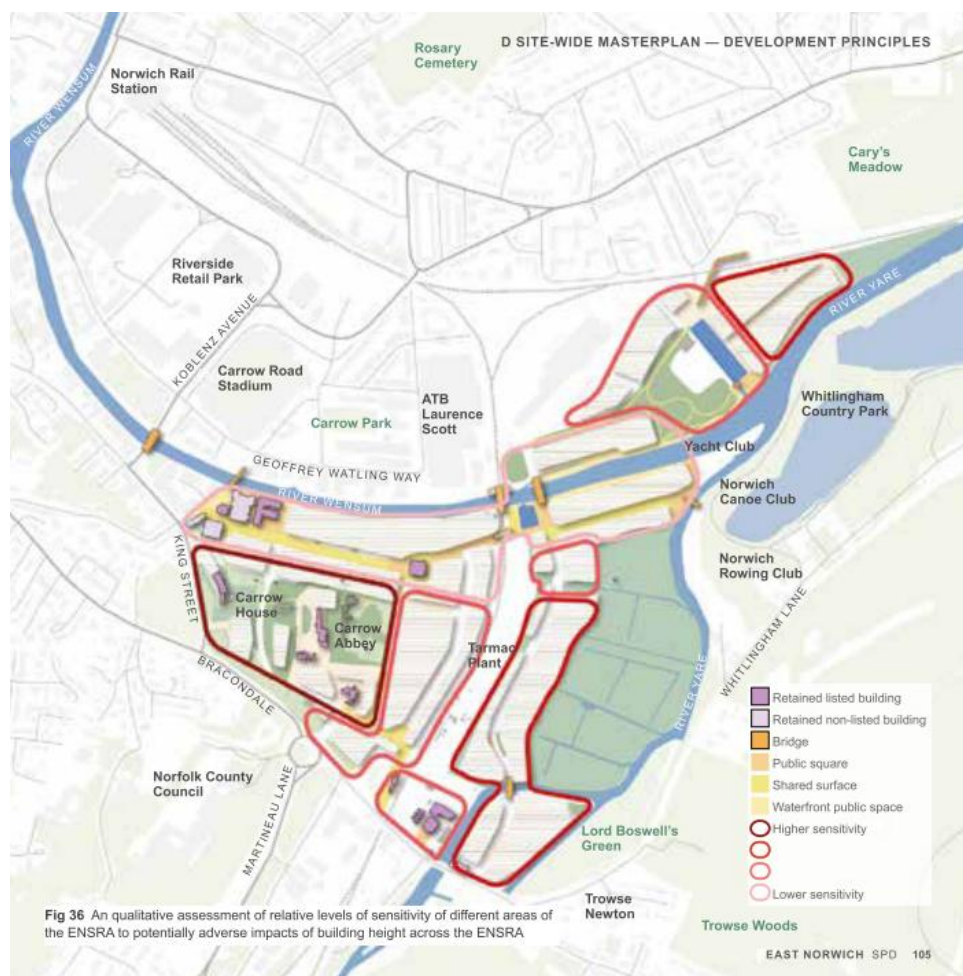 D SITE-WIDE MASTERPLAN — DEVELOPMENT PRINCIPLES
Rosary
Cemetery
Norwich Rail
Station
RIVER WENSUM
Cary's
Meadow
Riverside
Retail Park
RIVER YARE
KOBLENZ AVENUE
Carrow Road
Stadium
ATB
Laurence
Scott
Carrow Park
Whitlingham
Country Park
Yacht Club
GEOFFREY WATLING WAY
RIVER WENSUM
Norwich
Canoe Club
Norwich
Rowing Club
KING STREET
Carrow
House
Carrow
Abbey
Tarmac
Plant
WHITLINGHAM LANE
BRACONDALE
RIVER YARE
Retained listed building
Retained non-listed building
Bridge
Public square
Shared surface
Waterfront public space
Higher sensitivity
Lower sensitivity
Norfolk County
Council
MARTINEAU LANE
Lord Boswell's
Green
Trowse
Newton
Trowse Woods
Fig 36 An qualitative assessment of relative levels of sensitivity of different areas of
the ENSRA to potentially adverse impacts of building height across the ENSRA
EAST NORWICH SPD 105